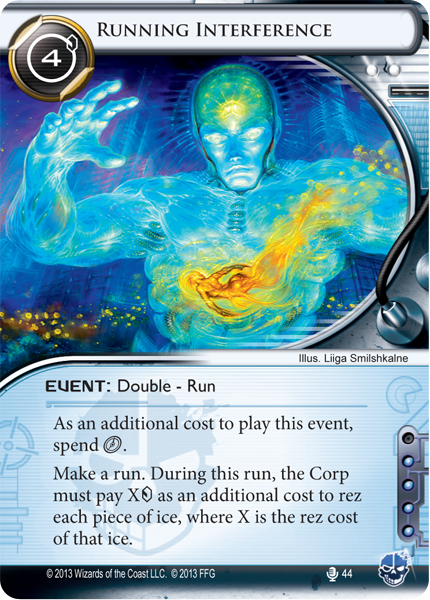 RUNNING INTERFERENCE
4
Illus. Liiga Smilshkalne
EVENT: Double - Run
As an additional cost to play this event,
spend .
Make a run. During this run, the Corp
must pay X as an additional cost to rez
each piece of ice, where X is the rez cost
of that ice.
© 2013 Wizards of the Coast LLC. © 2013 FFG
44